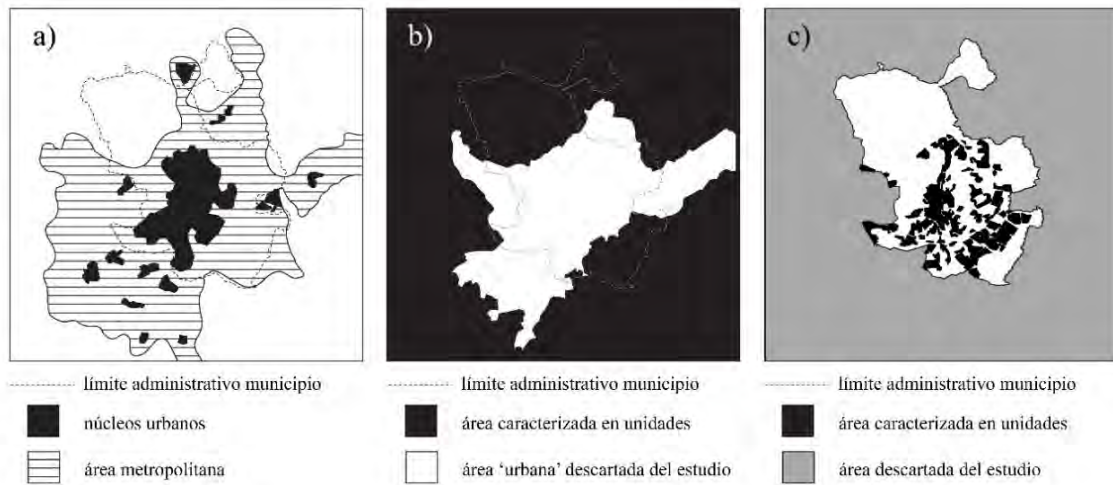 a)
b)
c)
límite administrativo municipio
núcleos urbanos
área metropolitana
límite administrativo municipio
área caracterizada en unidades
área ‘urbana’ descartada del estudio
límite administrativo municipio
área caracterizada en unidades
área descartada del estudio